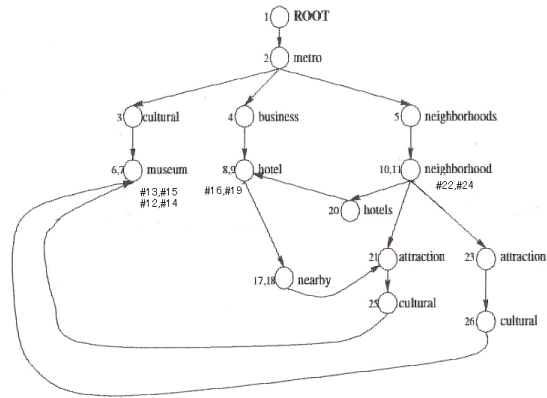 1 ROOT
2 metro
3 cultural
4 business
5 neighborhoods
6,7 museum
8,9 hotel
10,11 neighborhood
#13,#15
#12,#14
#16,#19
#22,#24
20 hotels
21 attraction
23 attraction
17,18 nearby
25 cultural
26 cultural